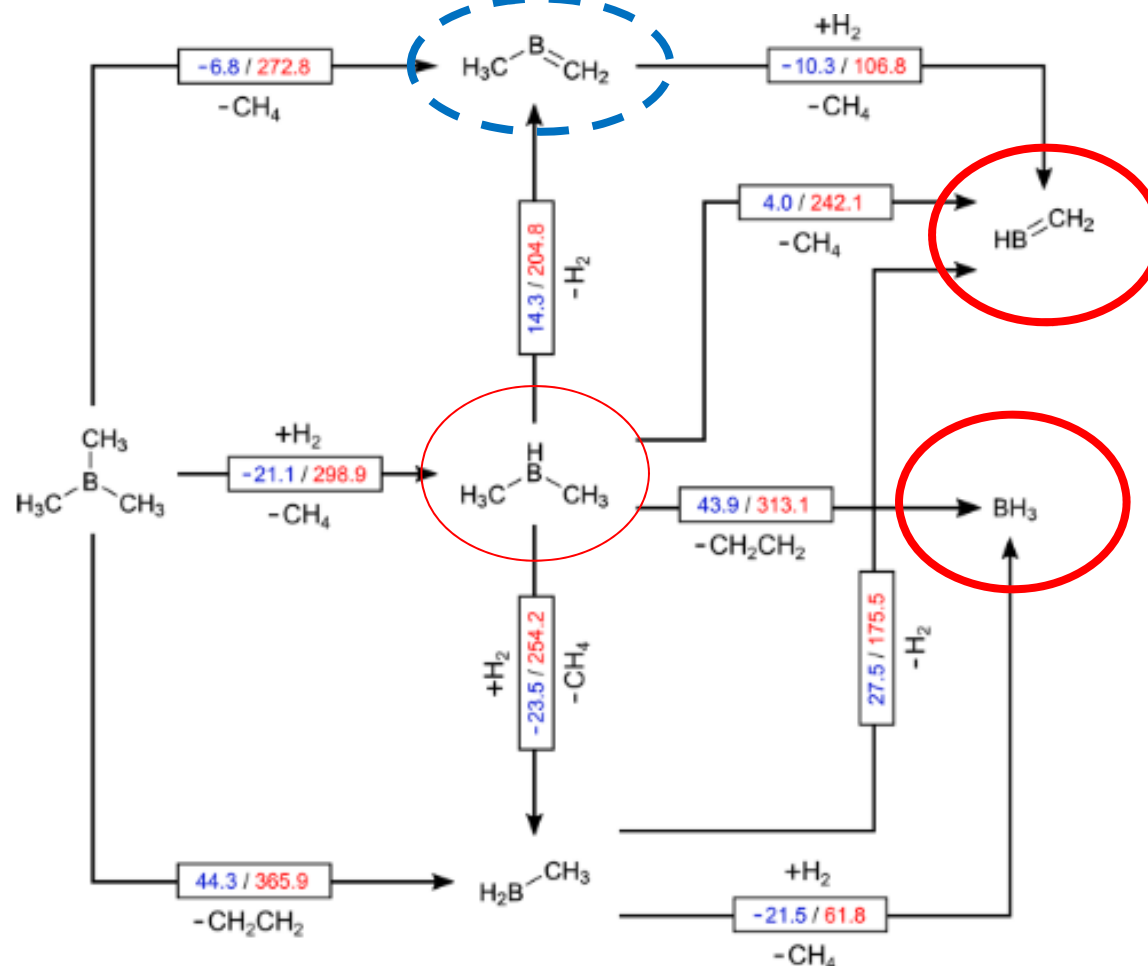 +H₂
-6.8 / 272.8
-CH₄
H₃C B CH₂
-10.3 / 106.8
-CH₄
4.0 / 242.1
-CH₄
HB CH₂
14.3 / 204.8
-H₂
CH₃
B
H₃C CH₃
+H₂
-21.1 / 298.9
-CH₄
H
B
H₃C CH₃
43.9 / 313.1
-CH₂CH₂
BH₃
+H₂
-23.5 / 254.2
-CH₄
27.5 / 175.5
-H₂
44.3 / 365.9
-CH₂CH₂
H₂B CH₃
+H₂
-21.5 / 61.8
-CH₄